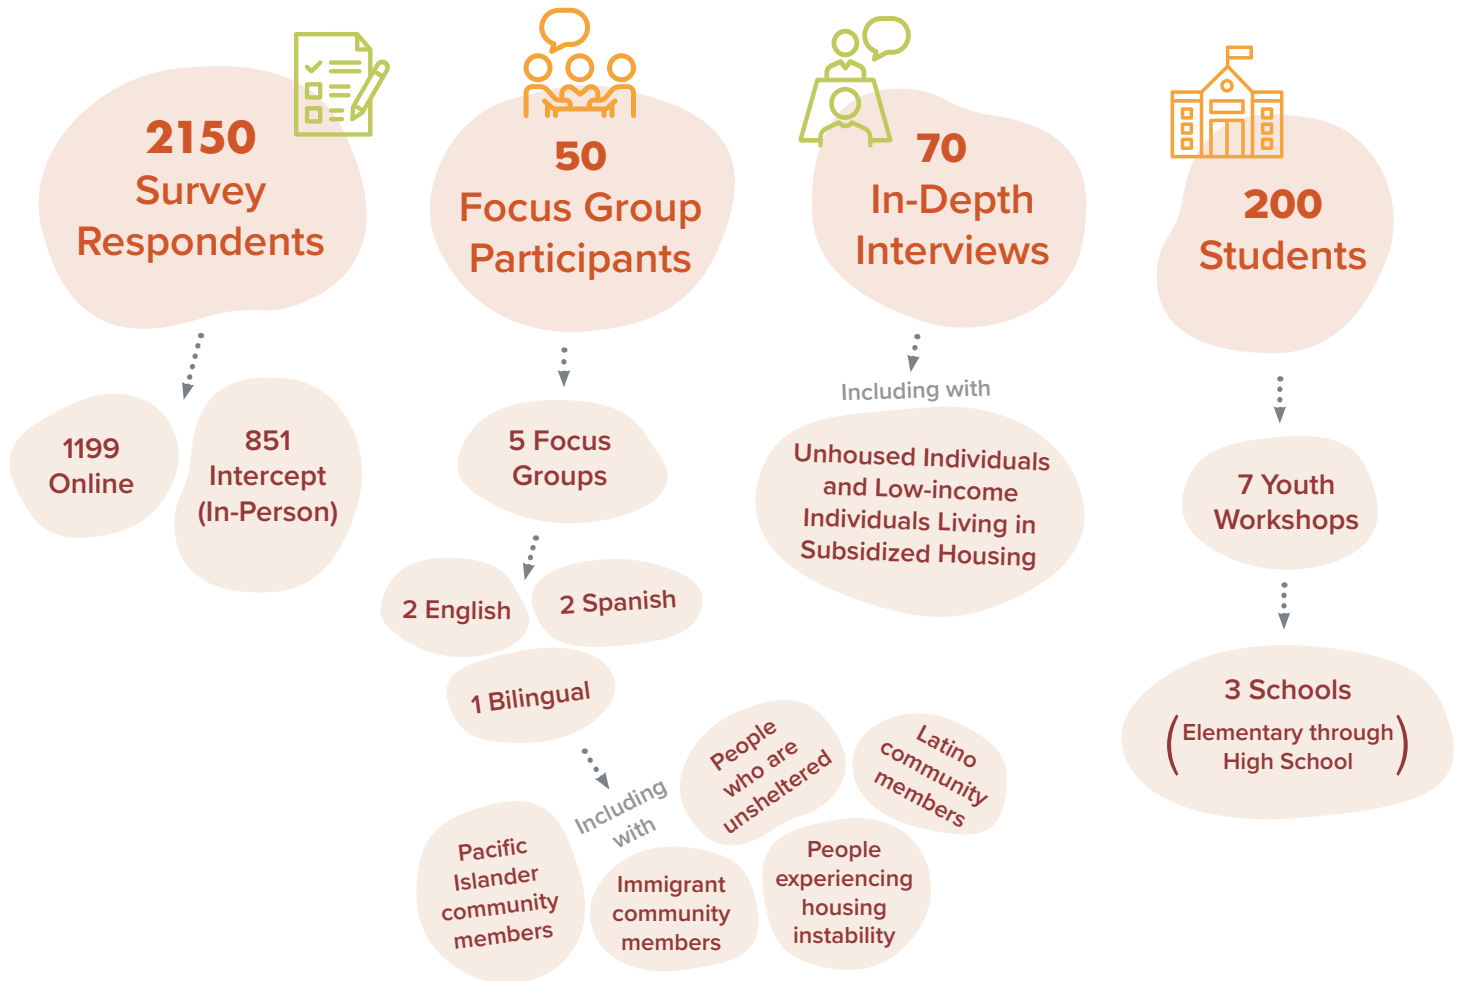 2150
Survey
Respondents
1199
Online
851
Intercept
(In-Person)
50
Focus Group
Participants
5 Focus
Groups
2 English
2 Spanish
1 Bilingual
Including
with
Pacific
Islander
community
members
Immigrant
community
members
People
who are
unsheltered
People
experiencing
housing
instability
Latino
community
members
70
In-Depth
Interviews
Including with
Unhoused Individuals
and Low-income
Individuals Living in
Subsidized Housing
200
Students
7 Youth
Workshops
3 Schools
(Elementary through
High School)